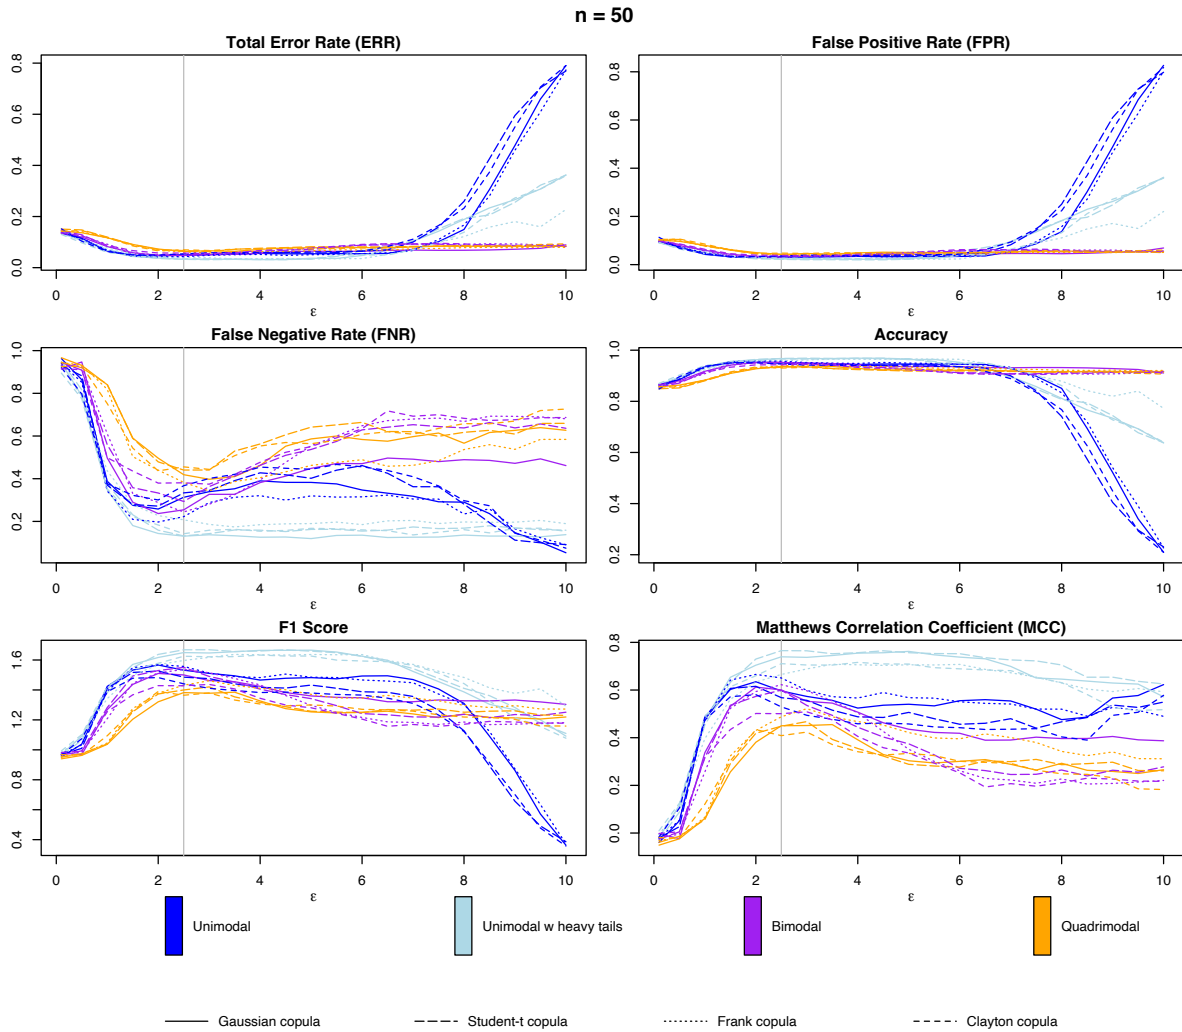 n = 50
Total Error Rate (ERR)
0.0 0.2 0.4 0.6 0.8
0 2 4 6 8 10
ε
False Positive Rate (FPR)
0.0 0.2 0.4 0.6 0.8
0 2 4 6 8 10
ε
False Negative Rate (FNR)
0.2 0.4 0.6 0.8 1.0
0 2 4 6 8 10
ε
Accuracy
0.2 0.4 0.6 0.8 1.0
0 2 4 6 8 10
ε
F1 Score
0.4 0.8 1.2 1.6
0 2 4 6 8 10
ε
Matthews Correlation Coefficient (MCC)
0.0 0.2 0.4 0.6 0.8
0 2 4 6 8 10
ε
Unimodal Unimodal w heavy tails Bimodal Quadrimodal
Gaussian copula Student-t copula Frank copula Clayton copula